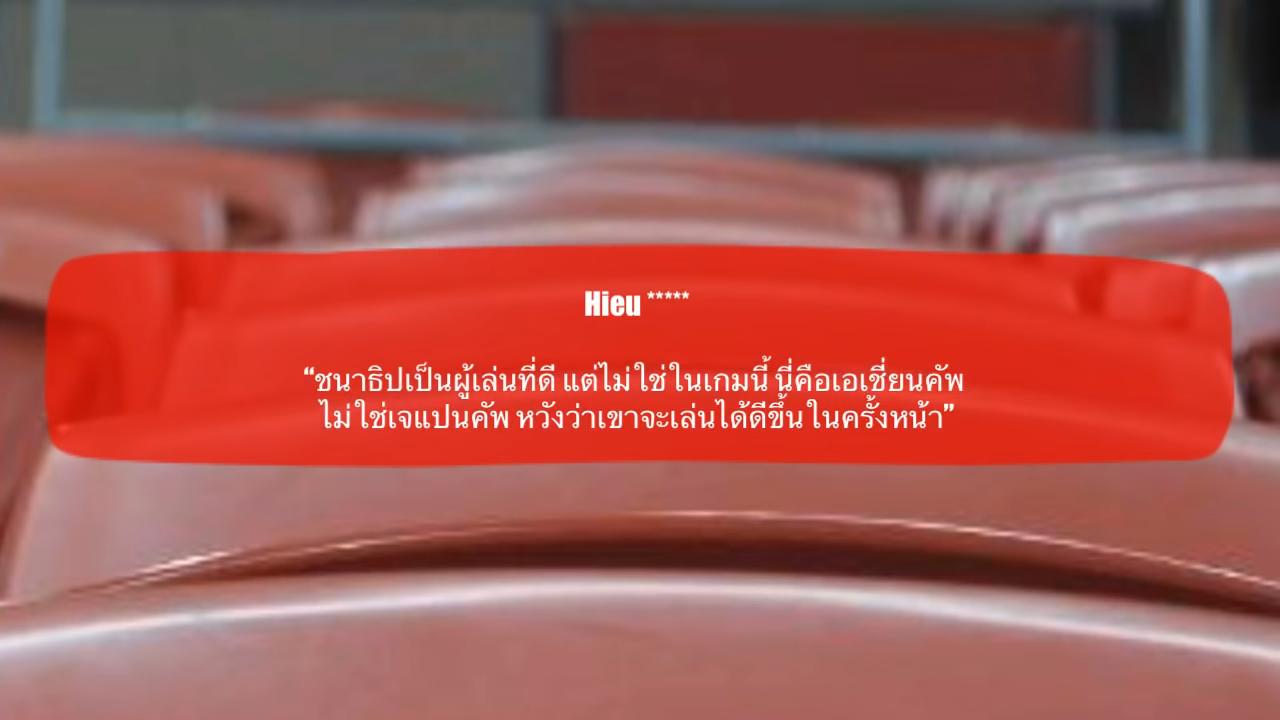 Hieu *****
“ชนาธิปเป็นผู้เล่นที่ดี แต่ไม่ใช่ในเกมนี้ นี่คือเอเชี่ยนคัพ
ไม่ใช่เจแปนคัพ หวังว่าเขาจะเล่นได้ดีขึ้นในครั้งหน้า”